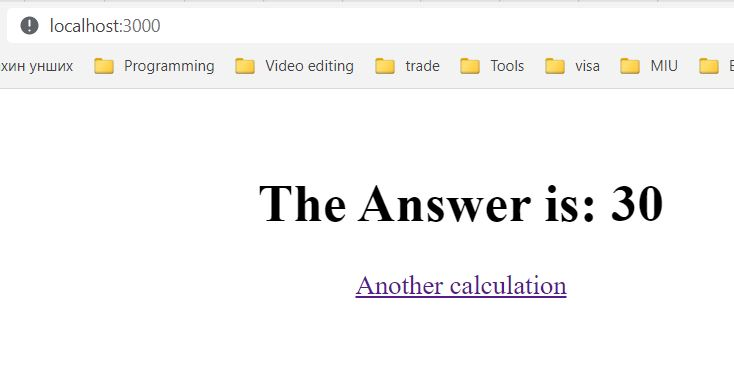 localhost:3000
хин унших Programming Video editing trade Tools visa MIU
The Answer is: 30
Another calculation